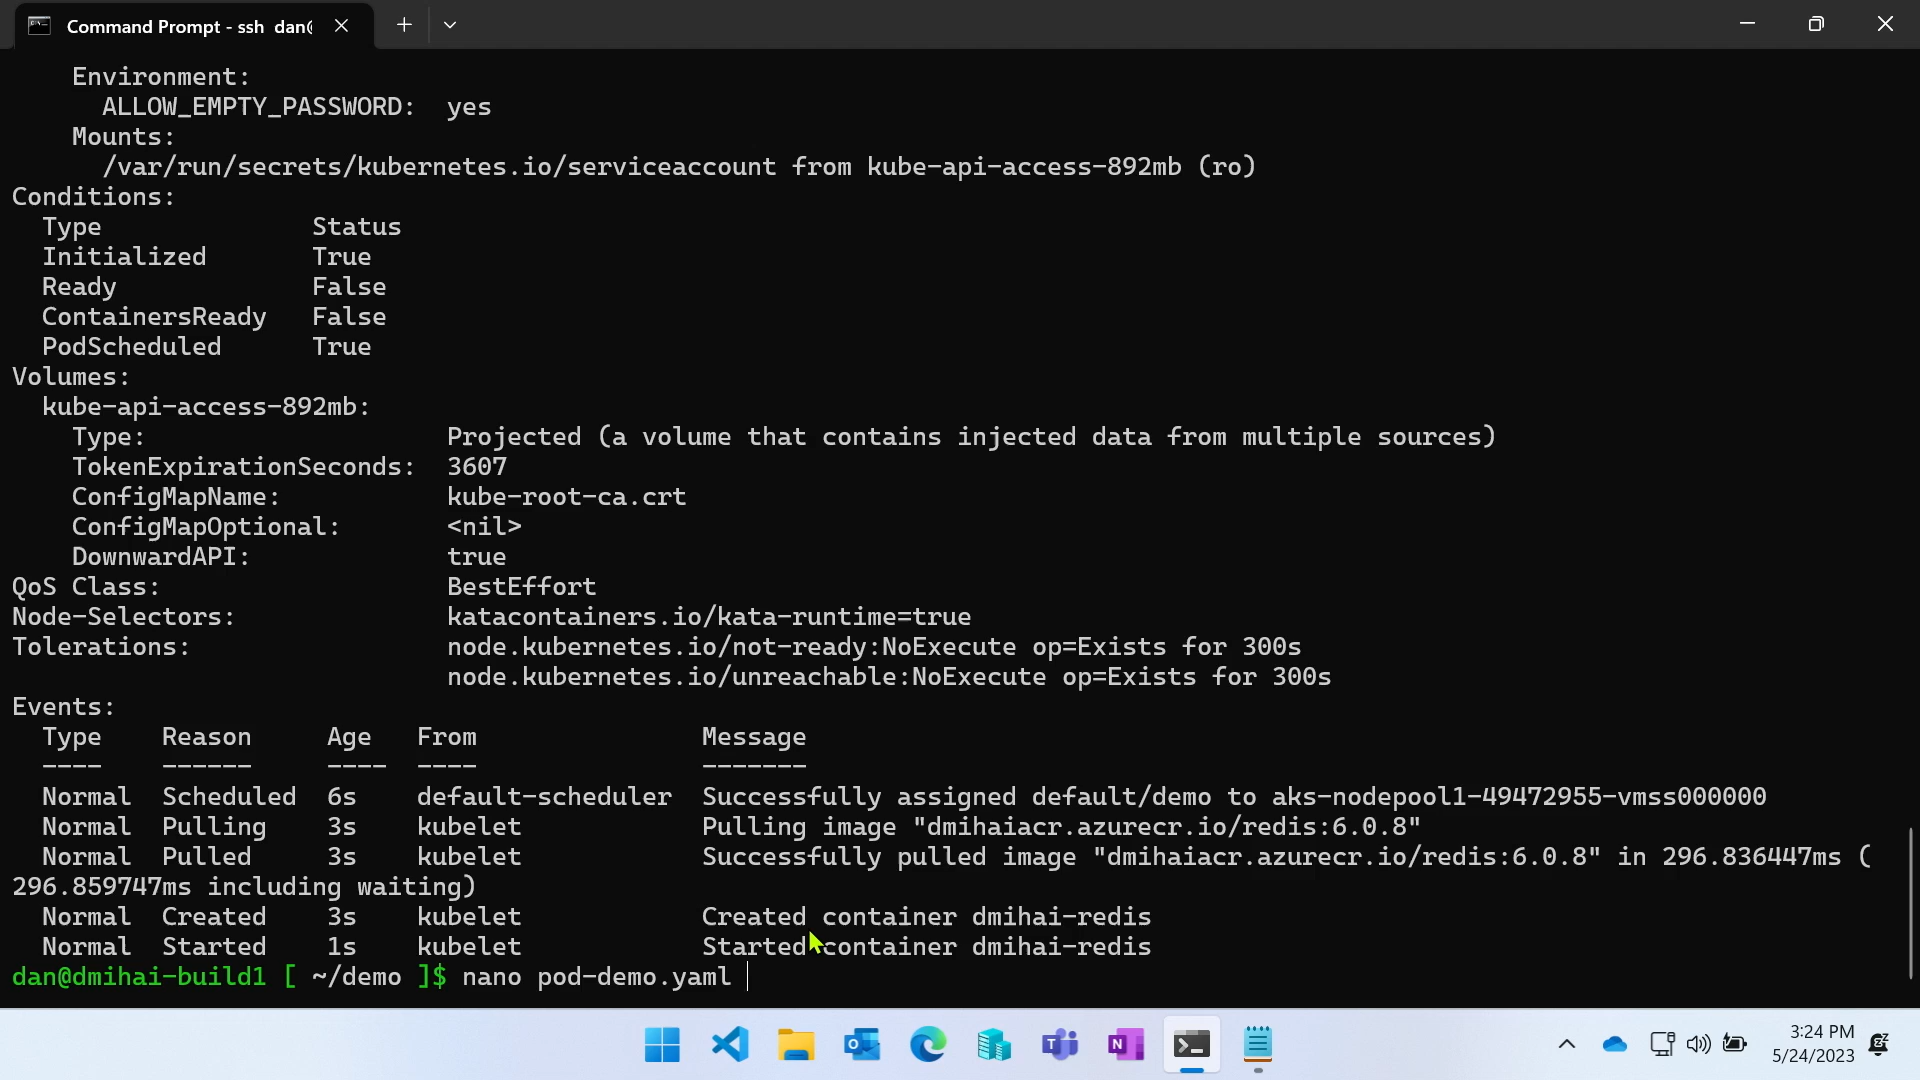 Command Prompt - ssh dan@
Environment:
ALLOW_EMPTY_PASSWORD: yes
Mounts:
/var/run/secrets/kubernetes.io/serviceaccount from kube-api-access-892mb (ro)
Conditions:
Type Status
Initialized True
Ready False
ContainersReady False
PodScheduled True
Volumes:
kube-api-access-892mb:
Type: Projected (a volume that contains injected data from multiple sources)
TokenExpirationSeconds: 3607
ConfigMapName: kube-root-ca.crt
ConfigMapOptional: <nil>
DownwardAPI: true
QoS Class: BestEffort
Node-Selectors: katacontainers.io/kata-runtime=true
Tolerations: node.kubernetes.io/not-ready:NoExecute op=Exists for 300s
node.kubernetes.io/unreachable:NoExecute op=Exists for 300s
Events:
Type Reason Age From Message
---- ------ ---- ---- -------
Normal Scheduled 6s default-scheduler Successfully assigned default/demo to aks-nodepool1-49472955-vmss000000
Normal Pulling 3s kubelet Pulling image "dmihaiacr.azurecr.io/redis:6.0.8"
Normal Pulled 3s kubelet Successfully pulled image "dmihaiacr.azurecr.io/redis:6.0.8" in 296.836447ms (
296.859747ms including waiting)
Normal Created 3s kubelet Created container dmihai-redis
Normal Started 1s kubelet Started container dmihai-redis
dan@dmihai-build1 [ ~/demo ]$ nano pod-demo.yaml
3:24 PM
5/24/2023